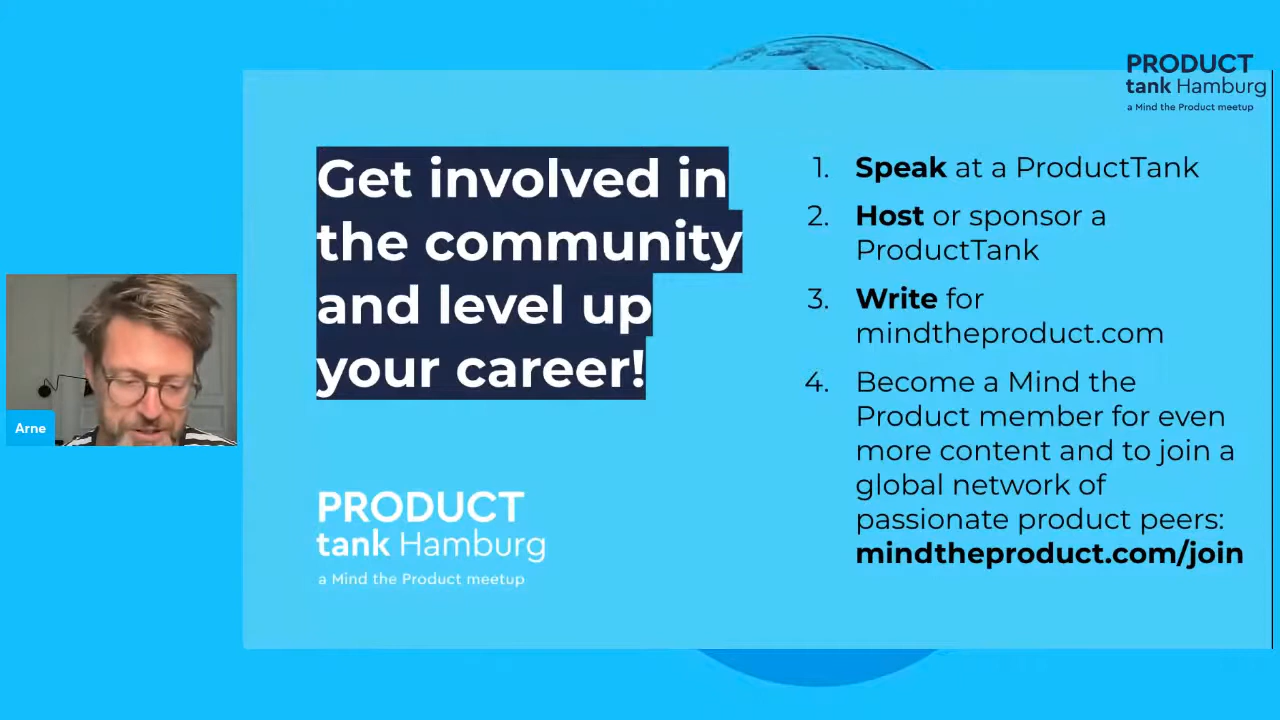 PRODUCT
tank Hamburg
a Mind the Product meetup
Get involved in
the community
and level up
your career!
1. Speak at a ProductTank
2. Host or sponsor a
ProductTank
3. Write for
mindtheproduct.com
4. Become a Mind the
Product member for even
more content and to join a
global network of
passionate product peers:
mindtheproduct.com/join
Arne
PRODUCT
tank Hamburg
a Mind the Product meetup